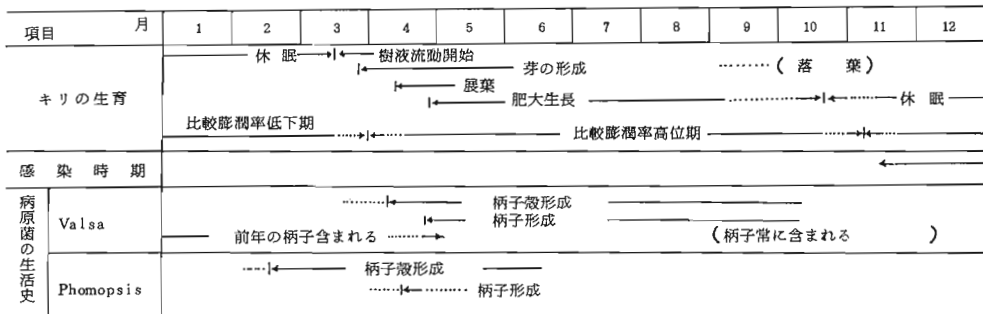 項目 月 1 2 3 4 5 6 7 8 9 10 11 12
キリの生育
休眠 樹液流動開始
芽の形成 (落葉)
展葉
肥大生長 休眠
比較膨潤率低下期 比較膨潤率高位期
感染時期
病原菌の生活史
Valsa
柄子殻形成
柄子形成
前年の柄子含まれる (柄子常に含まれる)
Phomopsis
柄子殻形成
柄子形成